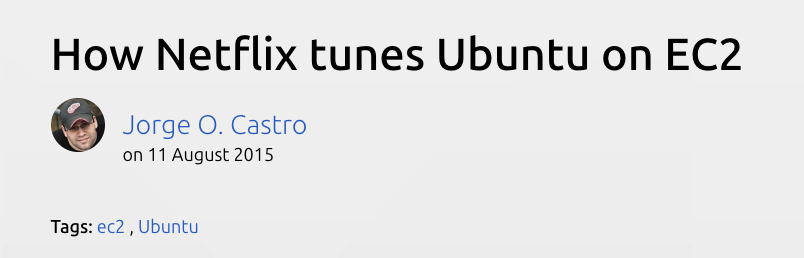 How Netflix tunes Ubuntu on EC2
Jorge O. Castro
on 11 August 2015
Tags: ec2 , Ubuntu